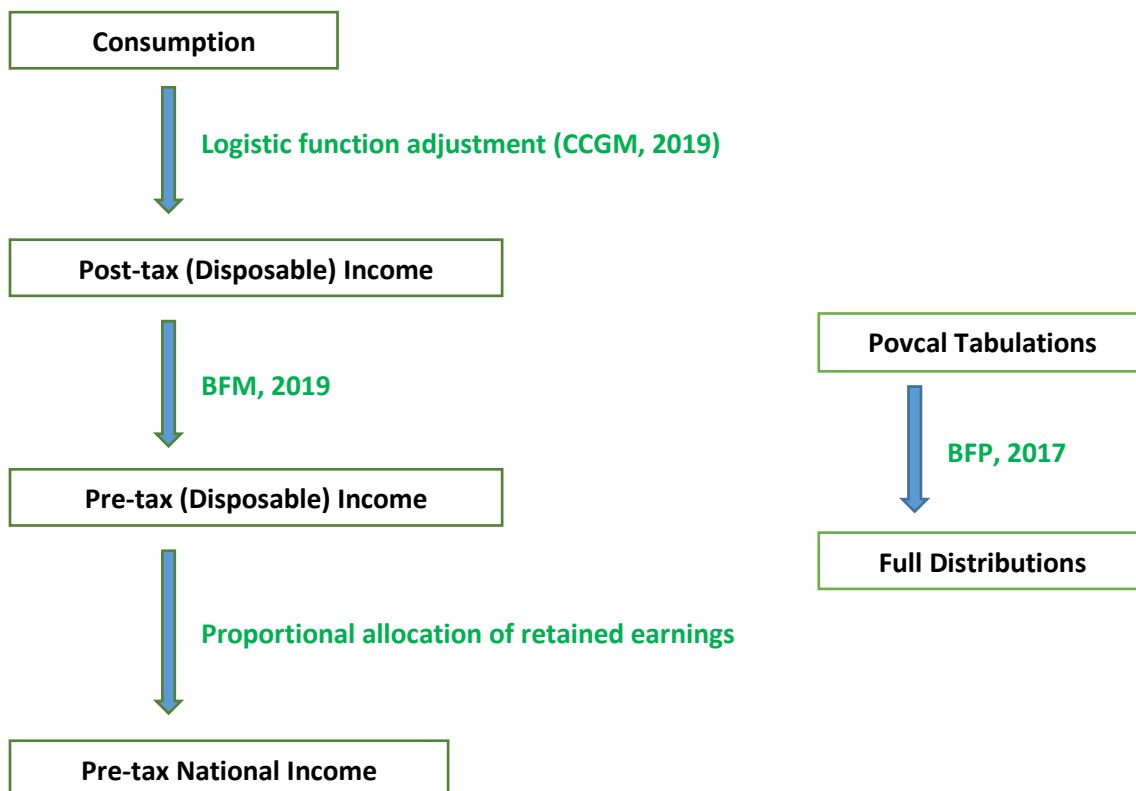 Consumption
Logistic function adjustment (CCGM, 2019)
Post-tax (Disposable) Income
BFM, 2019
Pre-tax (Disposable) Income
Proportional allocation of retained earnings
Pre-tax National Income
Povcal Tabulations
BFP, 2017
Full Distributions